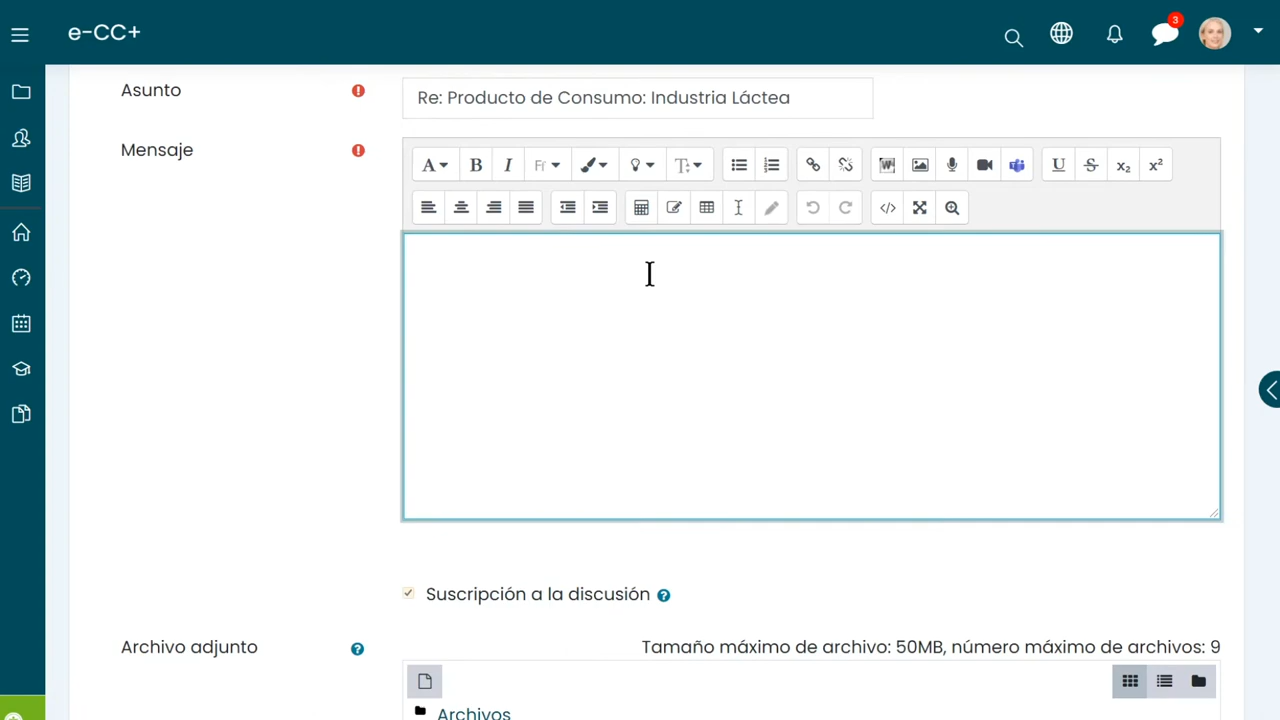 e-CC+
3
Asunto
Re: Producto de Consumo: Industria Láctea
Mensaje
Suscripción a la discusión
Archivo adjunto
Tamaño máximo de archivo: 50MB, número máximo de archivos: 9
Archivos